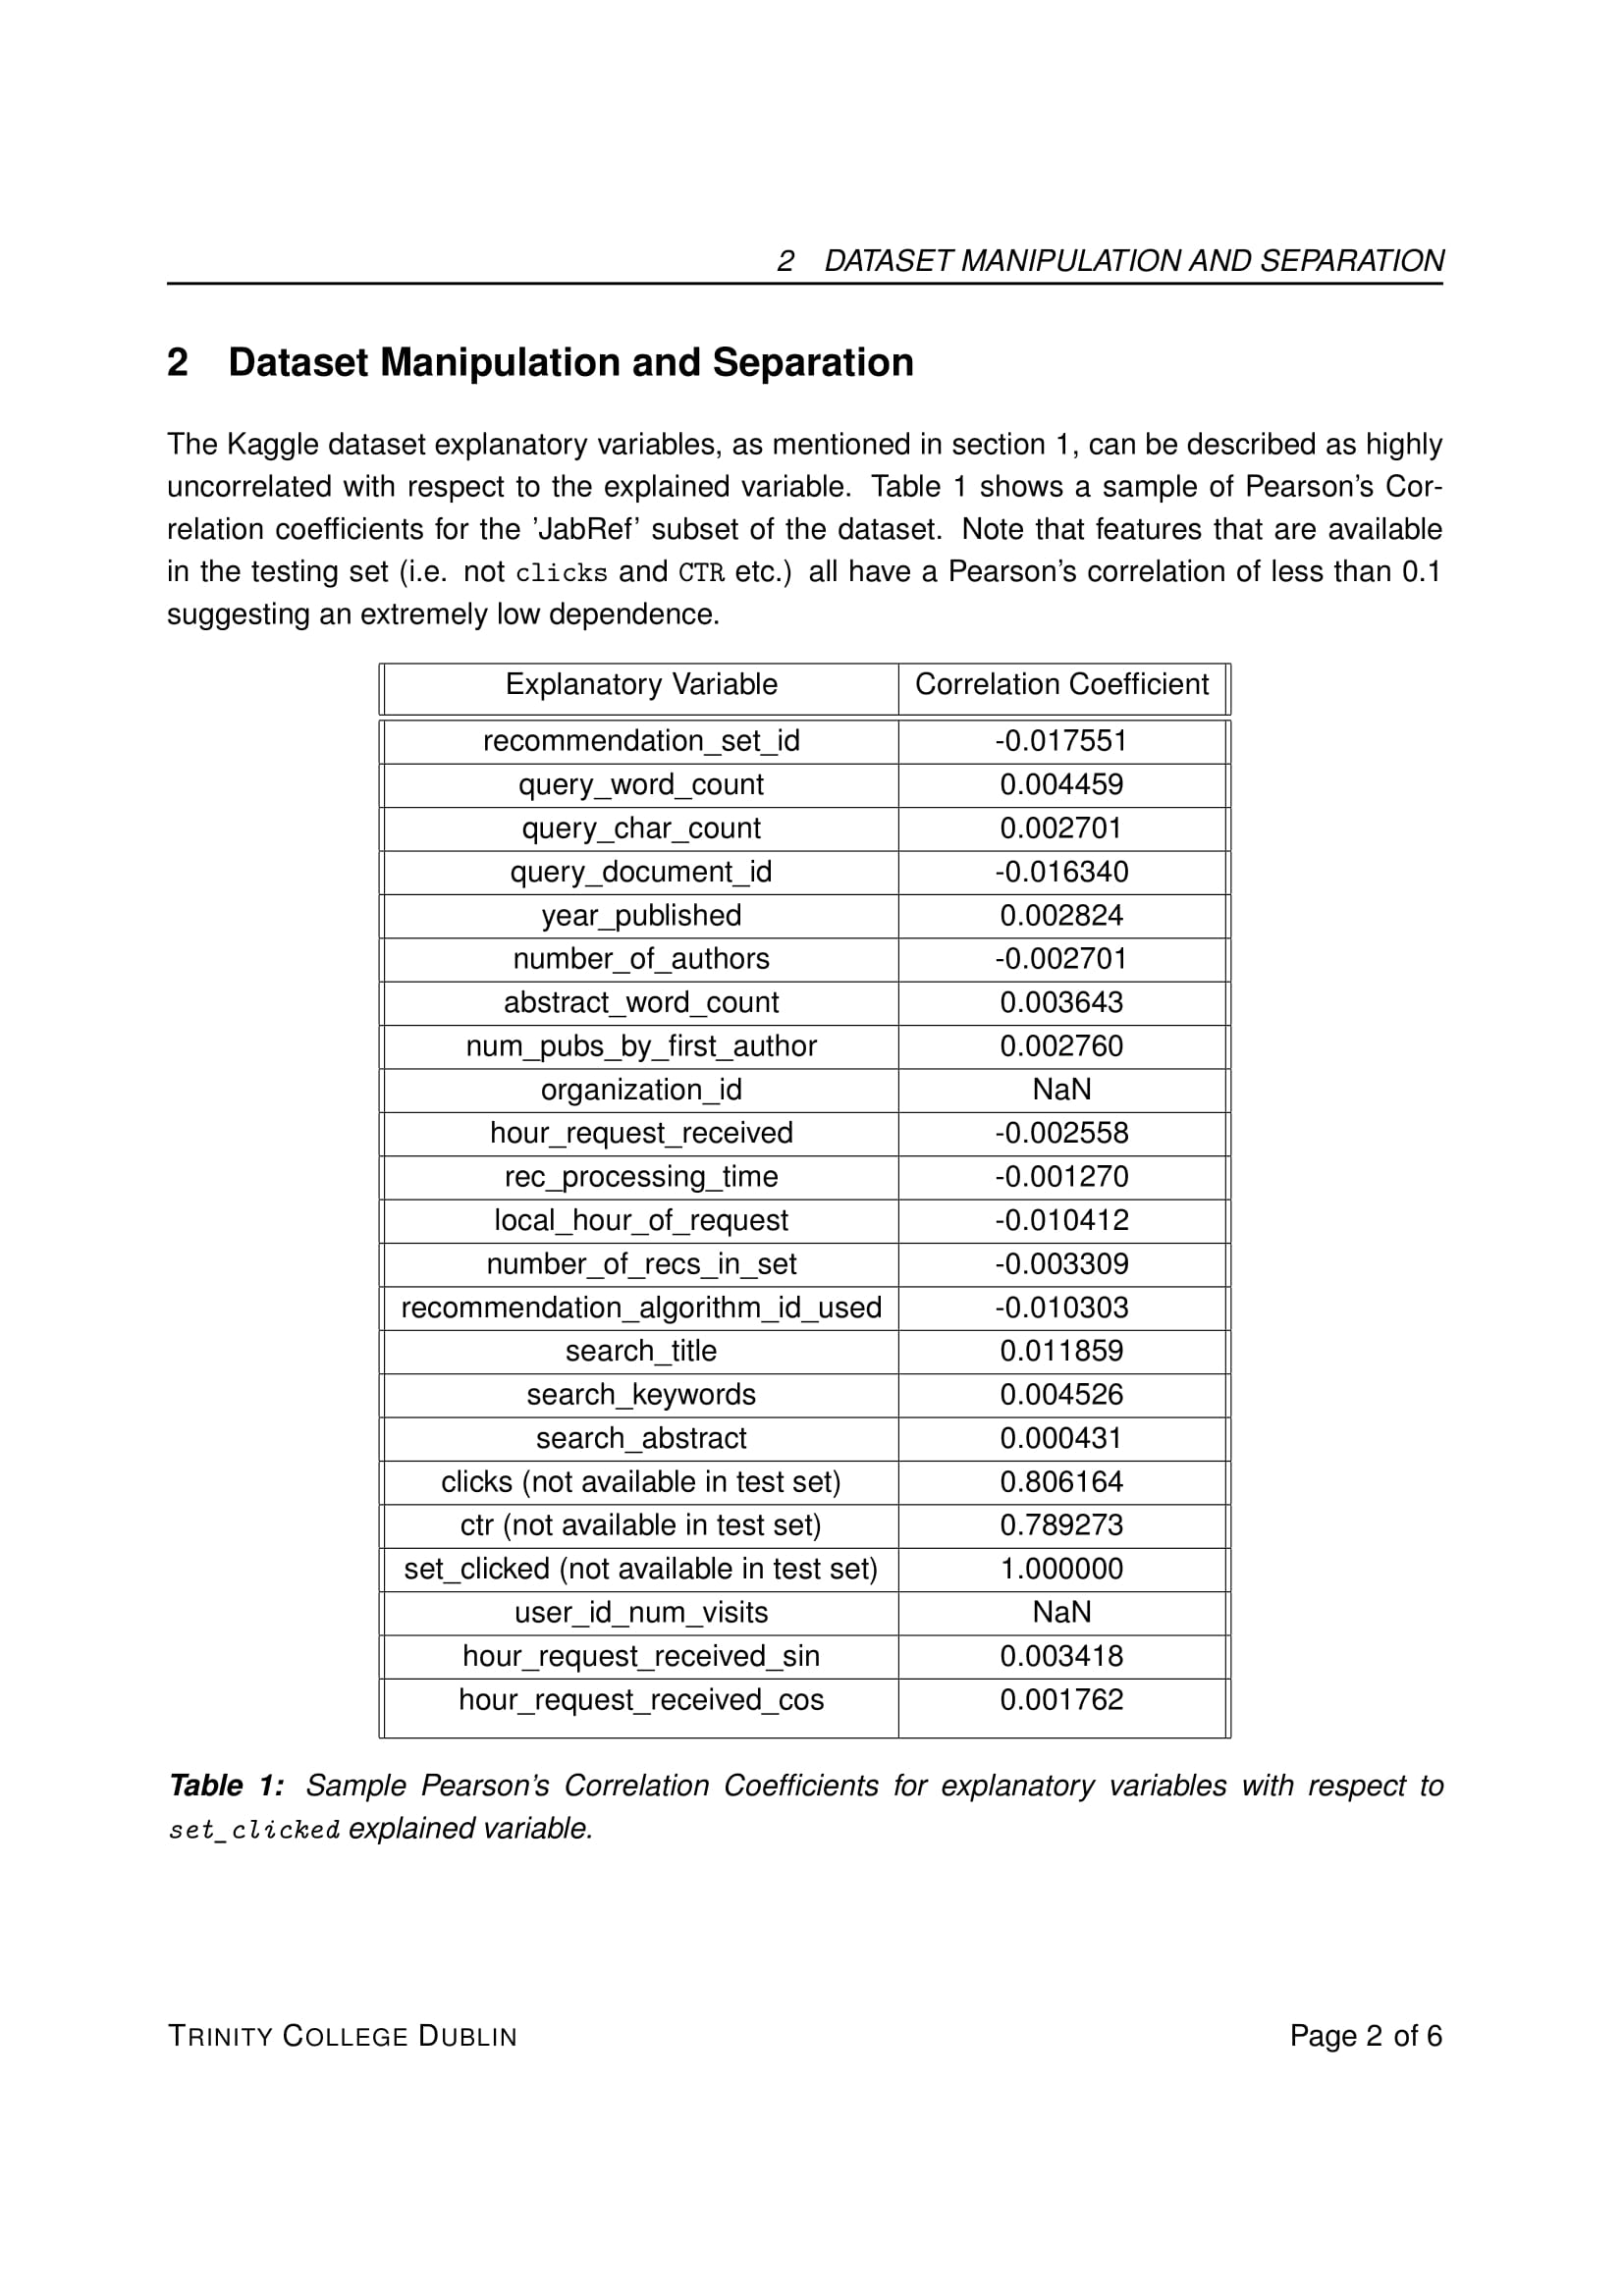 2 DATASET MANIPULATION AND SEPARATION
2 Dataset Manipulation and Separation
The Kaggle dataset explanatory variables, as mentioned in section 1, can be described as highly
uncorrelated with respect to the explained variable. Table 1 shows a sample of Pearson's Cor-
relation coefficients for the 'JabRef' subset of the dataset. Note that features that are available
in the testing set (i.e. not clicks and CTR etc.) all have a Pearson's correlation of less than 0.1
suggesting an extremely low dependence.
Explanatory Variable Correlation Coefficient
recommendation_set_id -0.017551
query_word_count 0.004459
query_char_count 0.002701
query_document_id -0.016340
year_published 0.002824
number_of_authors -0.002701
abstract_word_count 0.003643
num_pubs_by_first_author 0.002760
organization_id NaN
hour_request_received -0.002558
rec_processing_time -0.001270
local_hour_of_request -0.010412
number_of_recs_in_set -0.003309
recommendation_algorithm_id_used -0.010303
search_title 0.011859
search_keywords 0.004526
search_abstract 0.000431
clicks (not available in test set) 0.806164
ctr (not available in test set) 0.789273
set_clicked (not available in test set) 1.000000
user_id_num_visits NaN
hour_request_received_sin 0.003418
hour_request_received_cos 0.001762
Table 1: Sample Pearson's Correlation Coefficients for explanatory variables with respect to
set_clicked explained variable.
TRINITY COLLEGE DUBLIN Page 2 of 6